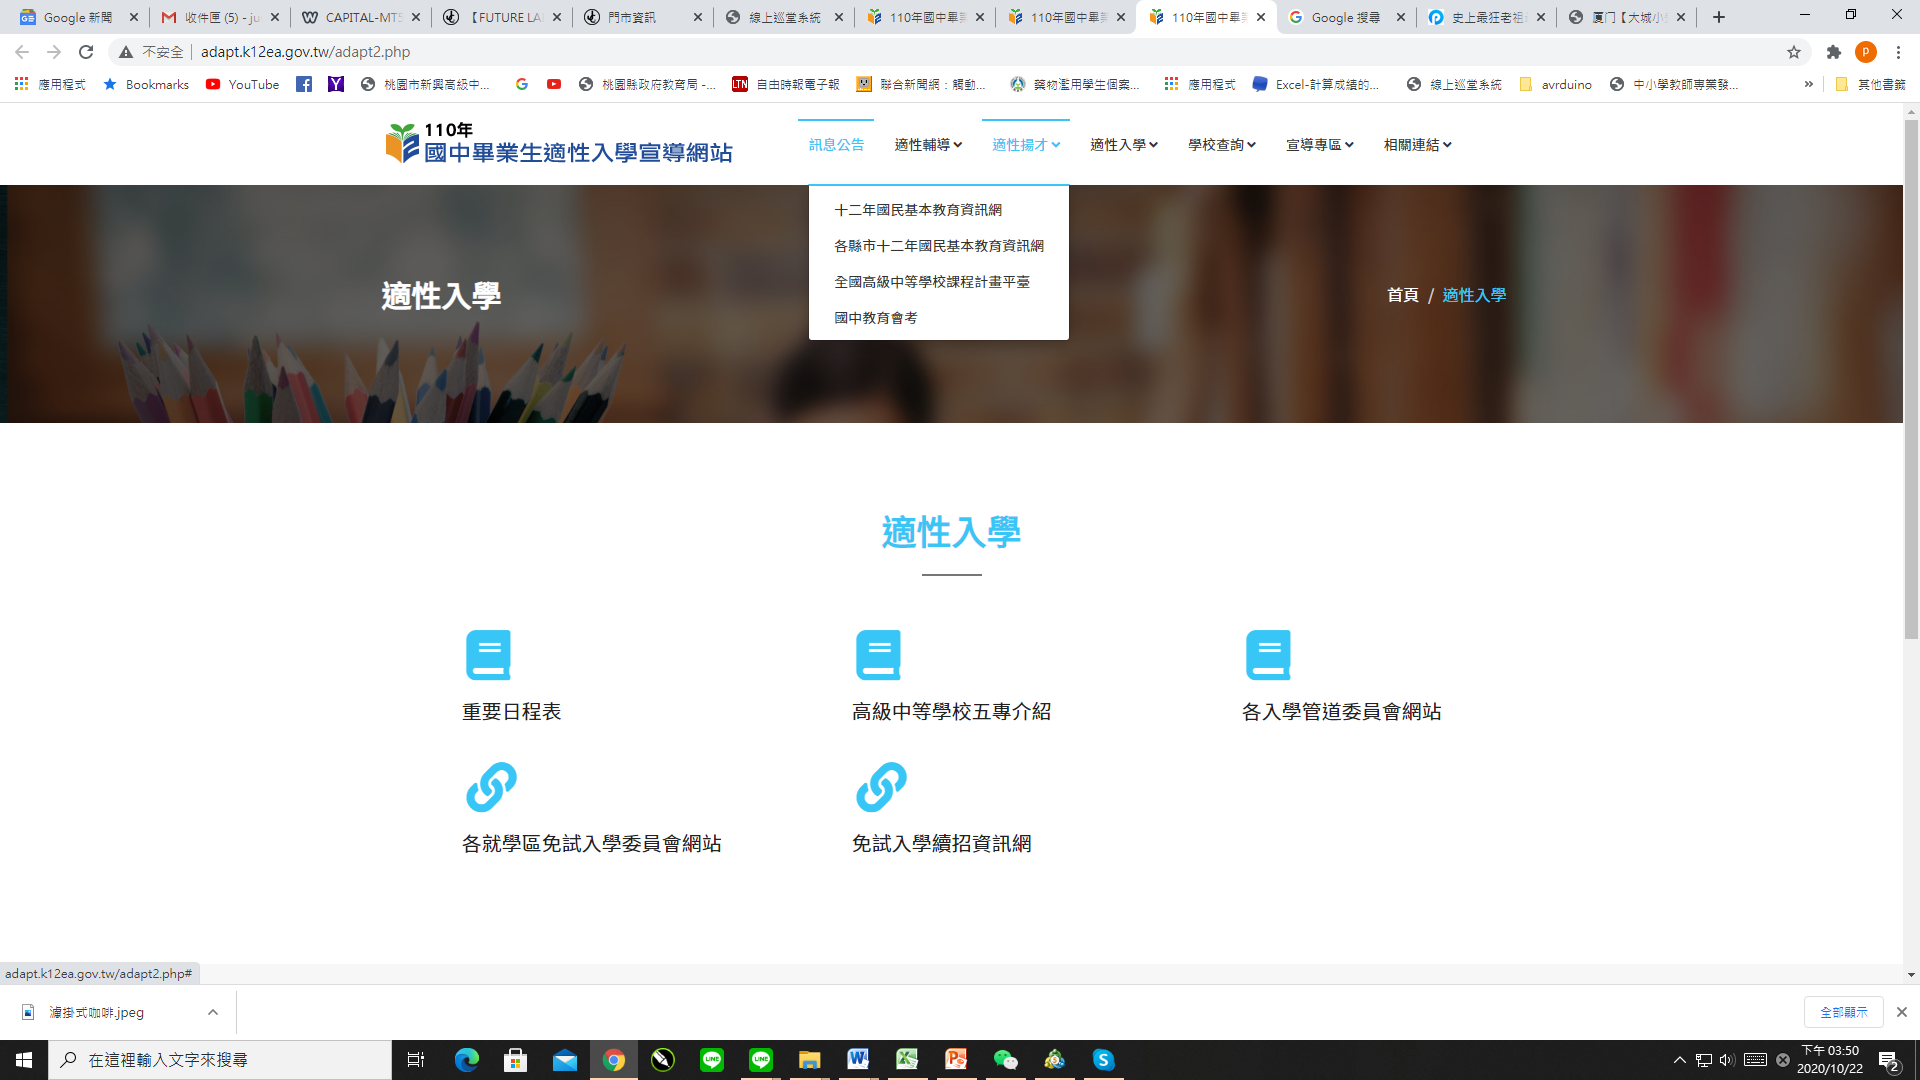 Google 新聞
收件匣 (5) - ju
CAPITAL-MT5
【FUTURE LA
門市資訊
線上巡堂系統
110年國中畢業
110年國中畢業
110年國中畢業
Google 搜尋
史上最狂老祖
厦门【大城小
不安全
adapt.k12ea.gov.tw/adapt2.php
應用程式
Bookmarks
YouTube
桃園市新興高級中...
桃園縣政府教育局 -...
自由時報電子報
聯合新聞網：觸動...
藥物濫用學生個案...
應用程式
Excel-計算成績的...
線上巡堂系統
avrduino
中小學教師專業發...
»
其他書籤
110年
國中畢業生適性入學宣導網站
訊息公告
適性輔導
適性揚才
適性入學
學校查詢
宣導專區
相關連結
十二年國民基本教育資訊網
各縣市十二年國民基本教育資訊網
全國高級中等學校課程計畫平臺
國中教育會考
適性入學
首頁 / 適性入學
適性入學
重要日程表
高級中等學校五專介紹
各入學管道委員會網站
各就學區免試入學委員會網站
免試入學續招資訊網
adapt.k12ea.gov.tw/adapt2.php#
濾掛式咖啡.jpeg
全部顯示
在這裡輸入文字來搜尋
下午 03:50
2020/10/22
2